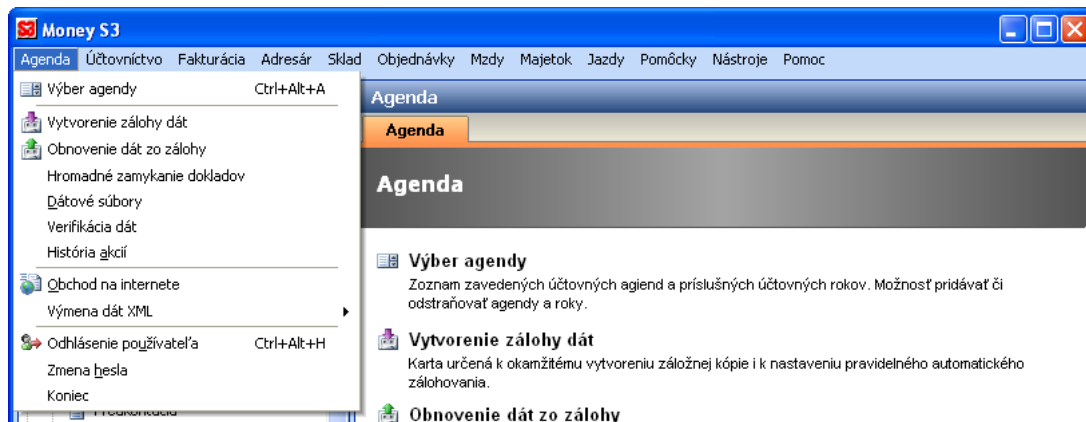 Money S3
Agenda Účtovníctvo Fakturácia Adresár Sklad Objednávky Mzdy Majetok Jazdy Pomôcky Nástroje Pomoc
Výber agendy Ctrl+Alt+A
Vytvorenie zálohy dát
Obnovenie dát zo zálohy
Hromadné zamykanie dokladov
Dátové súbory
Verifikácia dát
História akcií
Obchod na internete
Výmena dát XML
Odhlásenie používateľa Ctrl+Alt+H
Zmena hesla
Koniec
Predkontácia
Agenda
Agenda
Agenda
Výber agendy
Zoznam zavedených účtovných agiend a príslušných účtovných rokov. Možnosť pridávať či
odstraňovať agendy a roky.
Vytvorenie zálohy dát
Karta určená k okamžitému vytvoreniu záložnej kópie i k nastaveniu pravidelného automatického
zálohovania.
Obnovenie dát zo zálohy